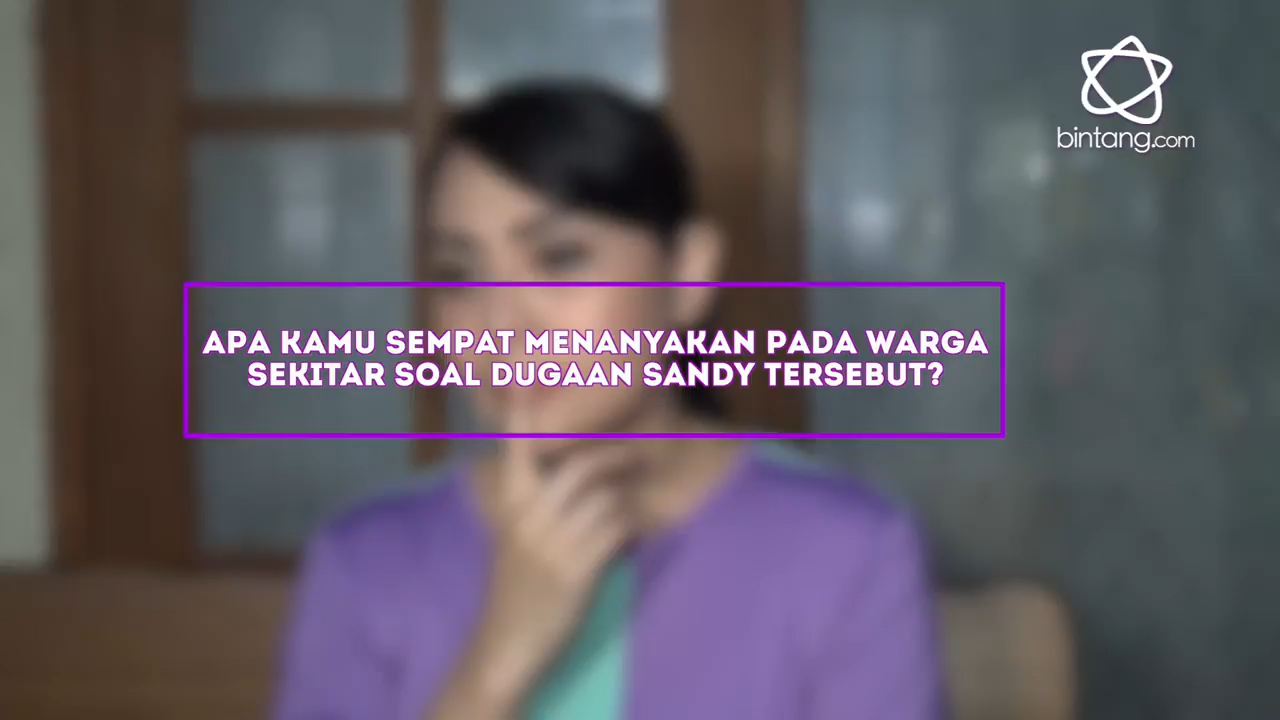 bintang.com
APA KAMU SEMPAT MENANYAKAN PADA WARGA
SEKITAR SOAL DUGAAN SANDY TERSEBUT?